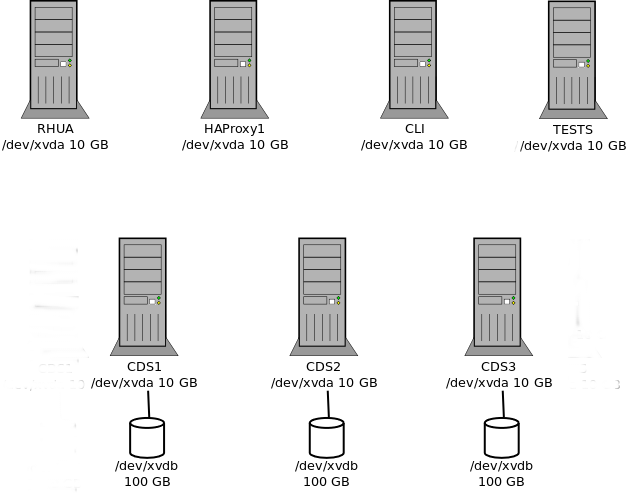 RHUA
/dev/xvda 10 GB
HAProxy1
/dev/xvda 10 GB
CLI
/dev/xvda 10 GB
TESTS
/dev/xvda 10 GB
CDS1
/dev/xvda 10 GB
CDS2
/dev/xvda 10 GB
CDS3
/dev/xvda 10 GB
/dev/xvdb
100 GB
/dev/xvdb
100 GB
/dev/xvdb
100 GB